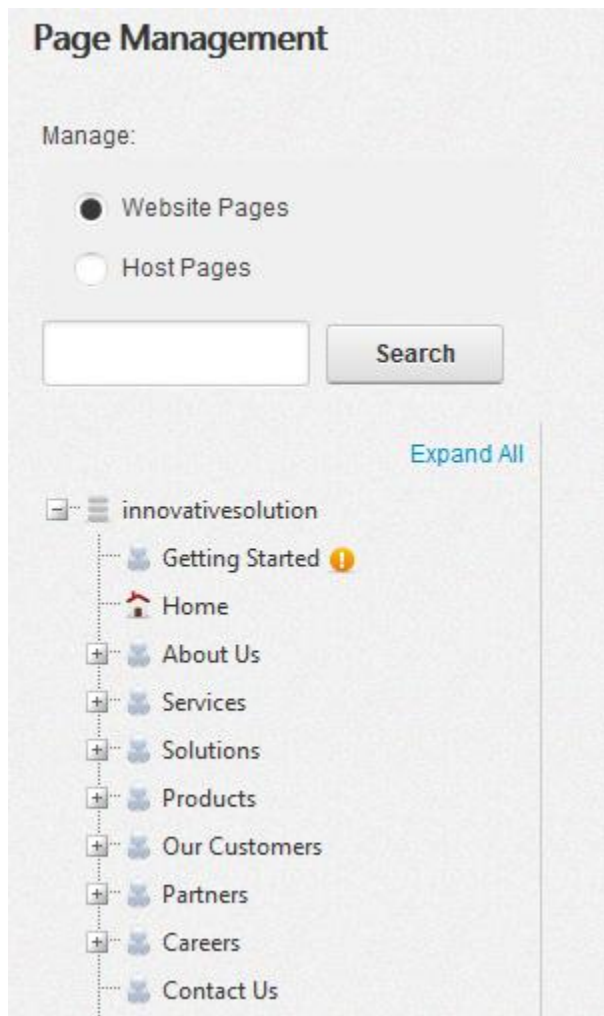 Page Management
Manage:
Website Pages
Host Pages
Search
Expand All
innovativesolution
Getting Started
Home
About Us
Services
Solutions
Products
Our Customers
Partners
Careers
Contact Us